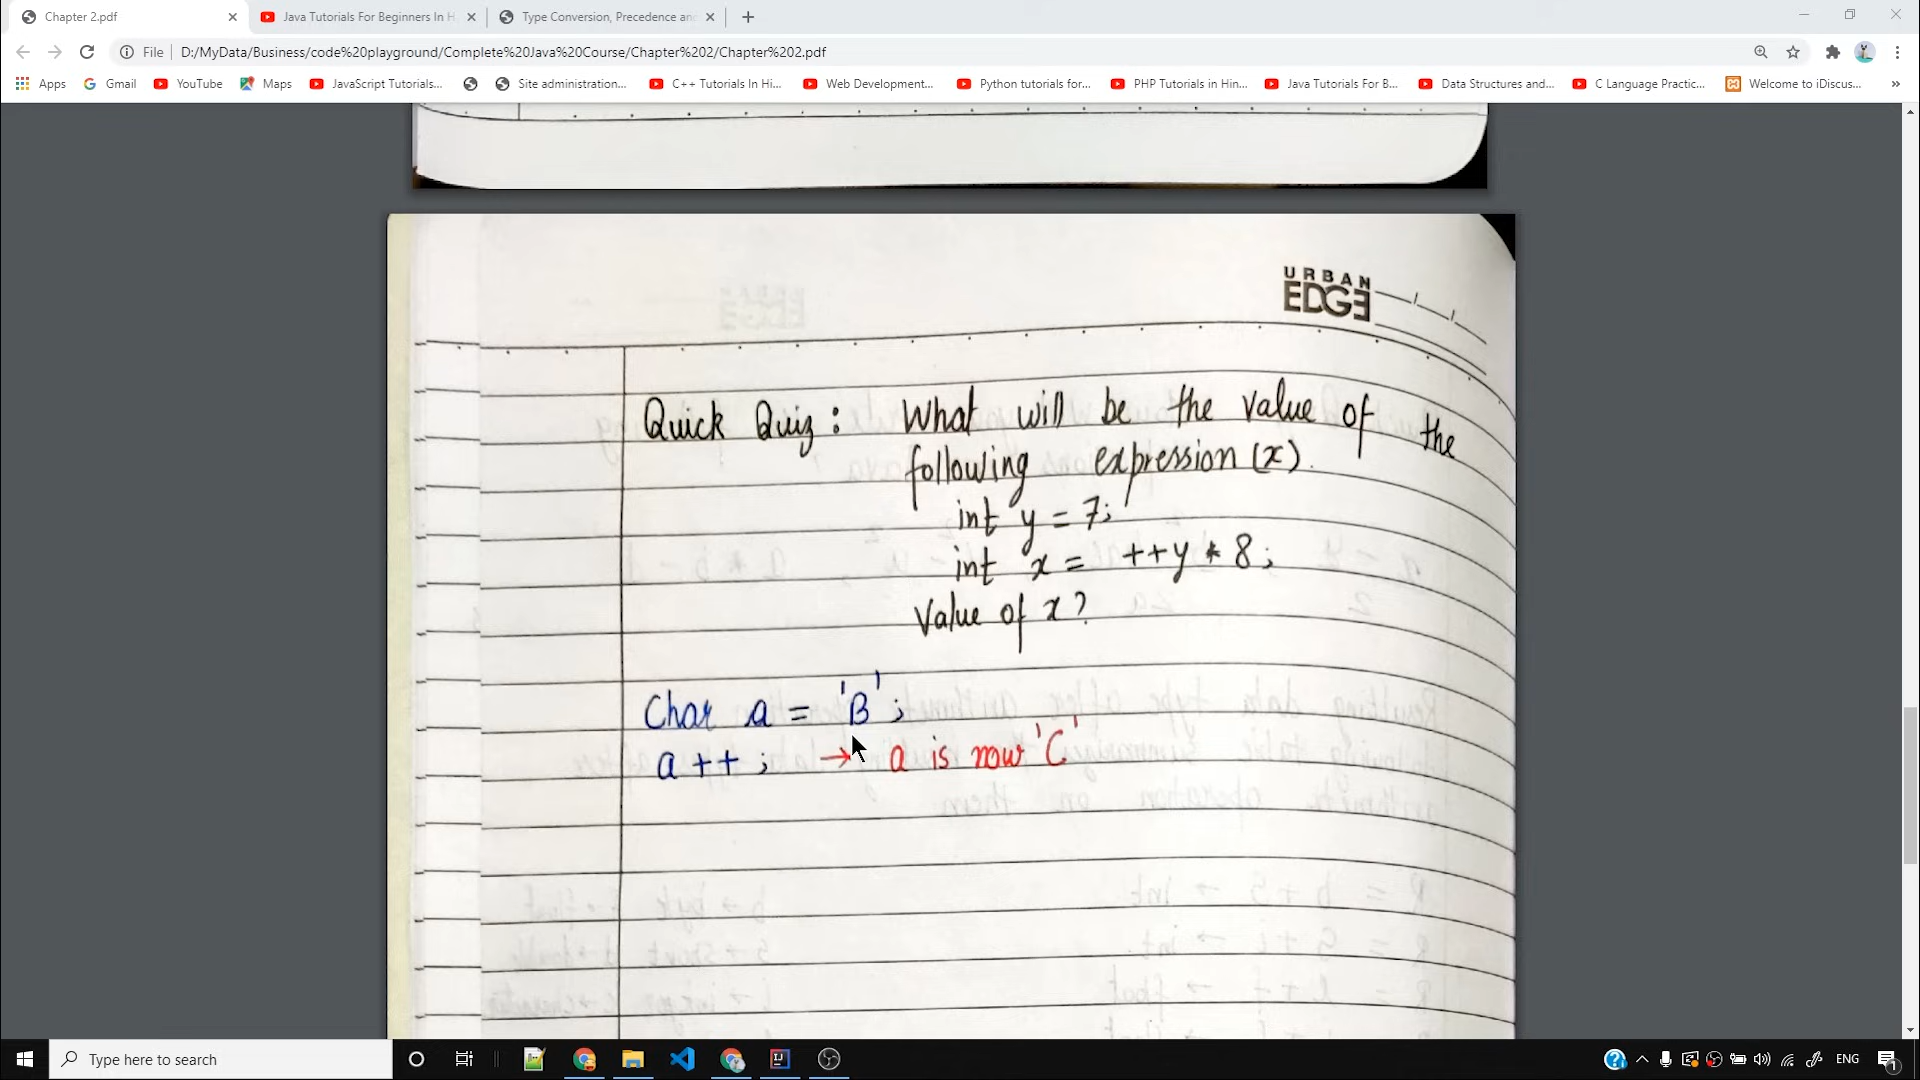 Chapter 2.pdf
Java Tutorials For Beginners In H
Type Conversion, Precedence an
File
D:/MyData/Business/code%20playground/Complete%20Java%20Course/Chapter%202/Chapter%202.pdf
Apps
Gmail
YouTube
Maps
JavaScript Tutorials...
Site administration...
C++ Tutorials In Hi...
Web Development...
Python tutorials for...
PHP Tutorials in Hin...
Java Tutorials For B...
Data Structures and...
C Language Practic...
Welcome to iDiscus...
»
URBAN
EDGE
Quick Quiz : What will be the value of the
following expression (x).
int y = 7;
int x = ++y * 8;
Value of x?
Char a = 'B' ;
a ++ ; → a is now 'C'
Type here to search
ENG
1